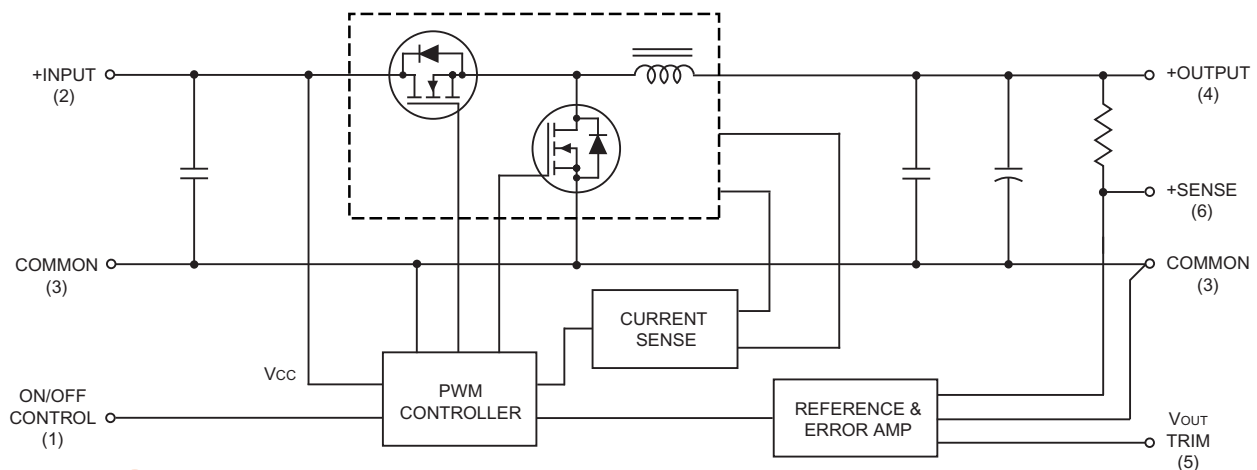 +INPUT
(2)
+OUTPUT
(4)
+SENSE
(6)
COMMON
(3)
COMMON
(3)
CURRENT
SENSE
VCC
PWM
CONTROLLER
ON/OFF
CONTROL
(1)
REFERENCE &
ERROR AMP
VOUT
TRIM
(5)